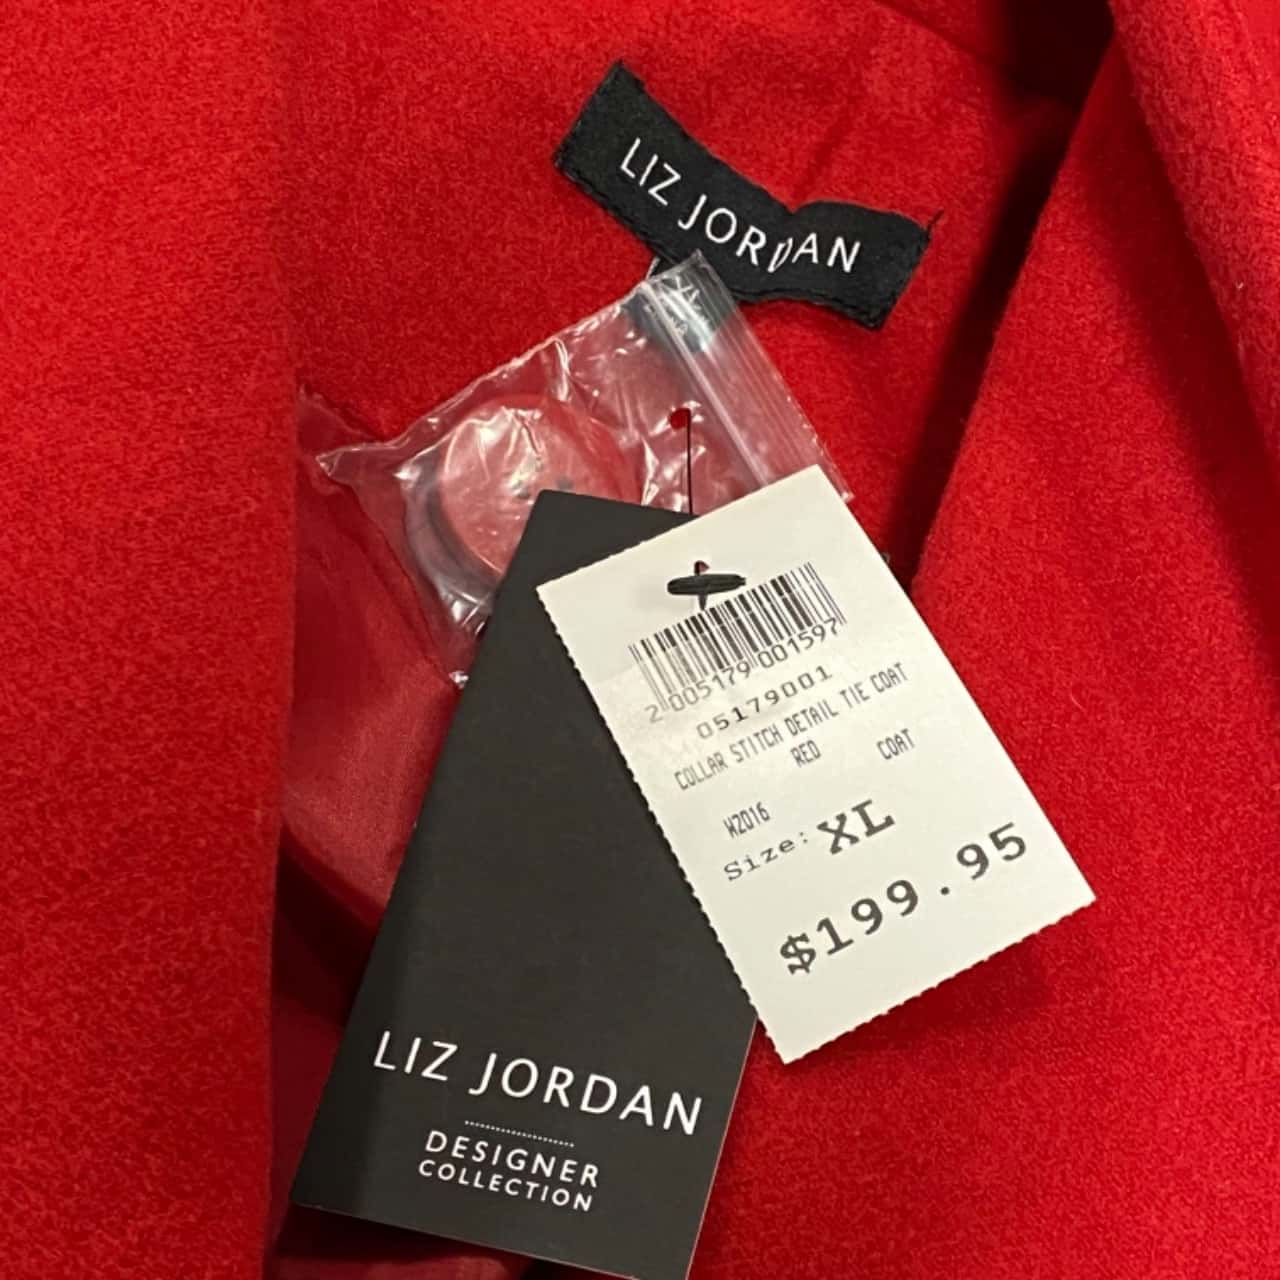 LIZ JORDAN
2 005179 001597
05179001
COLLAR STITCH DETAIL TIE COAT
RED COAT
W2016
Size: XL
$199.95
LIZ JORDAN
DESIGNER
COLLECTION